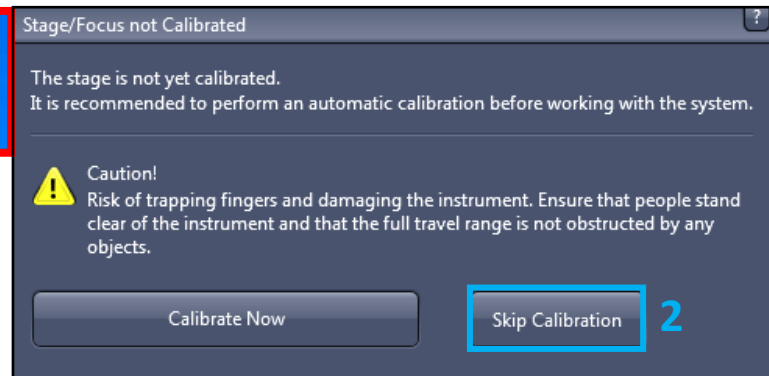 Stage/Focus not Calibrated
?
The stage is not yet calibrated.
It is recommended to perform an automatic calibration before working with the system.
Caution!
Risk of trapping fingers and damaging the instrument. Ensure that people stand
clear of the instrument and that the full travel range is not obstructed by any
objects.
Calibrate Now
Skip Calibration
2